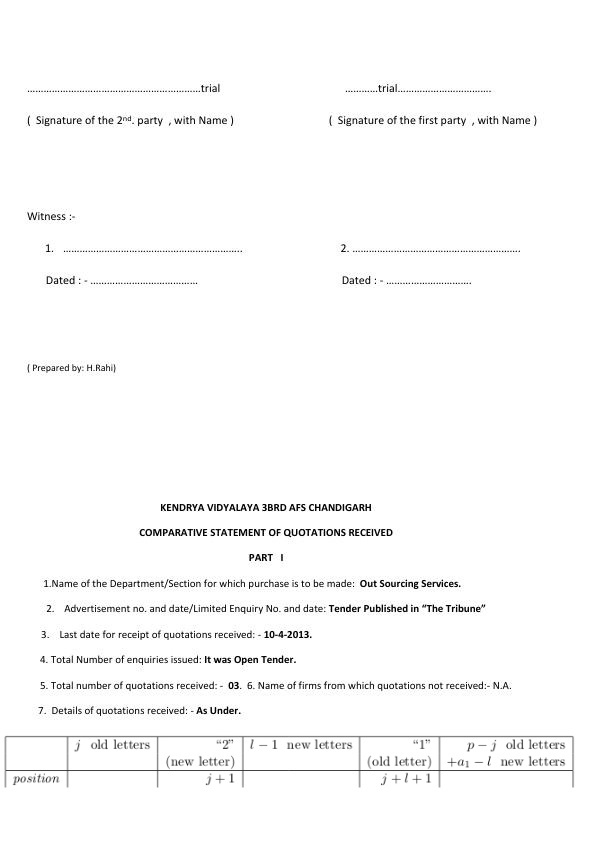 …………………………………………………………trial …………trial…………………………….
( Signature of the 2nd. party , with Name ) ( Signature of the first party , with Name )
Witness :-
1. ……………………………………………………….. 2. …………………………………………………….
Dated : - ………………………………… Dated : - ………………………….
( Prepared by: H.Rahi)
KENDRYA VIDYALAYA 3BRD AFS CHANDIGARH
COMPARATIVE STATEMENT OF QUOTATIONS RECEIVED
PART I
1.Name of the Department/Section for which purchase is to be made: Out Sourcing Services.
2. Advertisement no. and date/Limited Enquiry No. and date: Tender Published in “The Tribune”
3. Last date for receipt of quotations received: - 10-4-2013.
4. Total Number of enquiries issued: It was Open Tender.
5. Total number of quotations received: - 03. 6. Name of firms from which quotations not received:- N.A.
7. Details of quotations received: - As Under.
j old letters “2” l − 1 new letters “1” p − j old letters
(new letter) (old letter) +a₁ − l new letters
position j + 1 j + l + 1